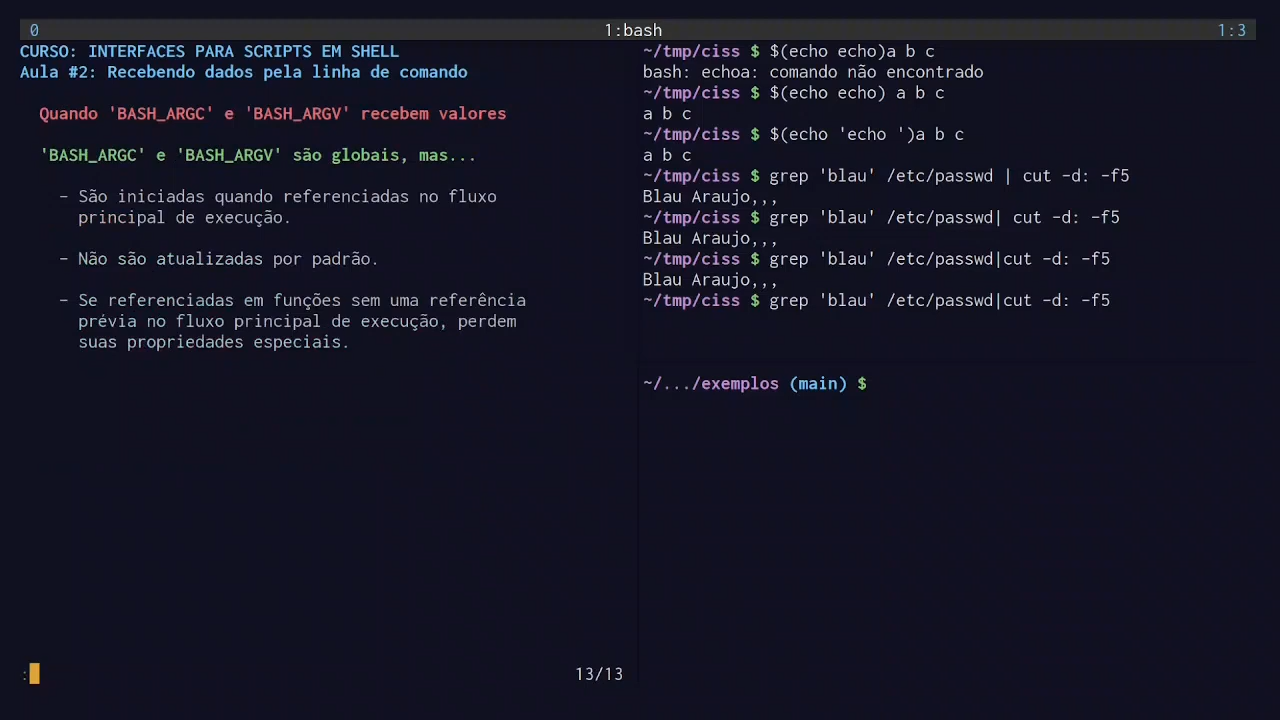 0 1:bash 1:3
CURSO: INTERFACES PARA SCRIPTS EM SHELL
Aula #2: Recebendo dados pela linha de comando
Quando 'BASH_ARGC' e 'BASH_ARGV' recebem valores
'BASH_ARGC' e 'BASH_ARGV' são globais, mas...
- São iniciadas quando referenciadas no fluxo
principal de execução.
- Não são atualizadas por padrão.
- Se referenciadas em funções sem uma referência
prévia no fluxo principal de execução, perdem
suas propriedades especiais.
:
13/13
~/tmp/ciss $ $(echo echo)a b c
bash: echoa: comando não encontrado
~/tmp/ciss $ $(echo echo) a b c
a b c
~/tmp/ciss $ $(echo 'echo ')a b c
a b c
~/tmp/ciss $ grep 'blau' /etc/passwd | cut -d: -f5
Blau Araujo,,,
~/tmp/ciss $ grep 'blau' /etc/passwd| cut -d: -f5
Blau Araujo,,,
~/tmp/ciss $ grep 'blau' /etc/passwd|cut -d: -f5
Blau Araujo,,,
~/tmp/ciss $ grep 'blau' /etc/passwd|cut -d: -f5
~/.../exemplos (main) $